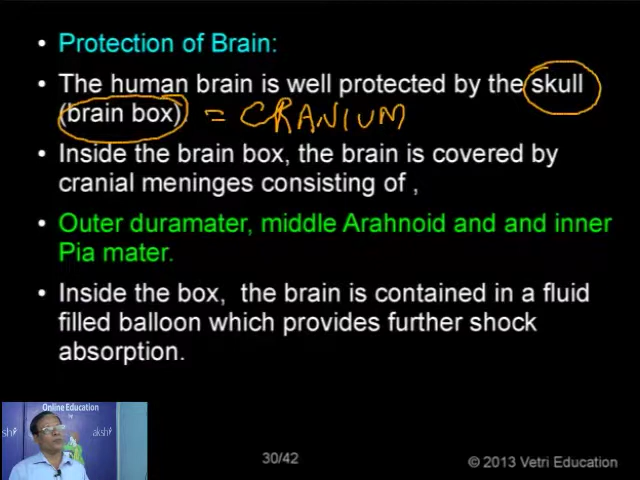 • Protection of Brain:
• The human brain is well protected by the skull
(brain box) = CRANIUM
• Inside the brain box, the brain is covered by
cranial meninges consisting of ,
• Outer duramater, middle Arahnoid and and inner
Pia mater.
• Inside the box,  the brain is contained in a fluid
filled balloon which provides further shock
absorption.
Online Education
by
akshi
30/42
© 2013 Vetri Education